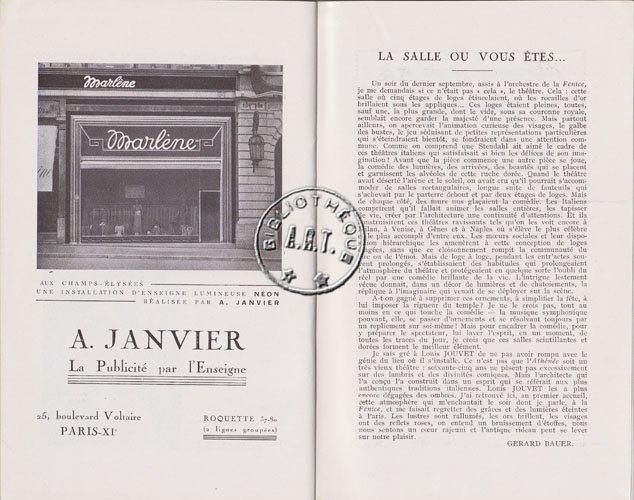 Marlène
Marlène
AUX CHAMPS-ÉLYSÉES
UNE INSTALLATION D'ENSEIGNE LUMINEUSE NÉON
RÉALISÉE PAR A. JANVIER
A. JANVIER
La Publicité par l'Enseigne
25, boulevard Voltaire
PARIS-XIe
ROQUETTE 37-80
(2 lignes groupées)
BIBLIOTHÈQUE
A.R.T.
LA SALLE OU VOUS ÊTES...
Un soir du dernier septembre, assis à l'orchestre de la Fenice,
je me demandais si ce n'était pas « cela », le théâtre. Cela : cette
salle où cinq étages de loges étincelaient, où les rocailles d'or
brillaient sous les appliques... Ces loges étaient pleines, toutes,
sauf une, la plus grande, dont le vide, sous sa couronne royale,
semblait encore garder la majesté d'une présence. Mais partout
ailleurs, on apercevait l'animation curieuse des visages, le galbe
des bustes, le jeu séduisant de petites représentations particulières
qui s'éteindraient bientôt, se fondraient dans une attention com-
mune. Comme on comprend que Stendahl ait aimé le cadre de
ces théâtres italiens qui satisfaisait si bien les délices de son ima-
gination ! Avant que la pièce commence une autre pièce se joue,
la comédie des lumières, des arrivées, des beautés qui se placent
et garnissent les alvéoles de cette ruche dorée. Quand le théâtre
avait déserté l'arène et le soleil, on avait cru qu'il pourrait s'accom-
moder de salles rectangulaires, longue suite de fauteuils qui
s'achevait par le parterre debout et par deux étages de loges. Mais
de chaque côté, des murs nus glaçaient la comédie. Les Italiens
comprirent qu'il fallait animer les salles entières, les tapisser
de vie, créer par l'architecture une continuité d'attentions. Et ils
construisirent ces théâtres ravissants tels qu'on les voit encore à
Milan, à Venise, à Gênes et à Naples où s'élève le plus célèbre
le plus accompli d'entre eux. Les mœurs sociales et leur dispo-
sition hiérarchique les amenèrent à cette conception de loges
sans que ce cloisonnement rompit la communauté du
rire ou de l'émoi. Mais de loge à loge, pendant les entr'actes sou-
vent prolongés, s'établissaient des habitudes qui prolongeaient
l'atmosphère du théâtre et protégeaient en quelque sorte l'oubli du
réel par une comédie brillante de la vie. L'intrigue lestement
vécue donnait, dans un décor de lumières et de chatoiements, la
réplique à l'imaginaire qui venait de se déployer sur la scène.
A-t-on gagné à supprimer ces ornements, à simplifier la fête, à
lui imposer la rigueur du temple ? Je ne le crois pas, tout au
moins en ce qui touche la comédie — la musique symphonique
pouvant, elle, se passer d'ornements et se résolvant toujours par
un repliement sur soi-même ! Mais pour encadrer la comédie, pour
y préparer le spectateur, lui laver l'esprit, en un moment, de
toutes les traces du jour, je crois que ces salles scintillantes et
dorées forment le meilleur élément.
Je sais gré à Louis JOUVET de ne pas avoir rompu avec le
génie du lieu où il s'installe. Ce n'est pas que l'Athénée soit un
très vieux théâtre : soixante-cinq ans ne pèsent pas excessivement
sur des lambris et des divinités comiques. Mais l'architecte qui
l'a conçu l'a construit dans un esprit qui se référait aux plus
authentiques traditions italiennes. Louis JOUVET les a plus
encore dégagées des ombres. J'ai retrouvé ici, au premier accueil,
cette atmosphère qui m'enchantait le soir dont je parle, à la
Fenice, et me faisait regretter des grâces et des lumières éteintes
à Paris. Les lustres sont rallumés, les ors brillent, les visages
ont des reflets roses, on entend un bruissement d'étoffes, nous
nous sentons un cœur rajeuni et l'antique rideau peut se lever
sur notre plaisir.
GERARD BAUER.